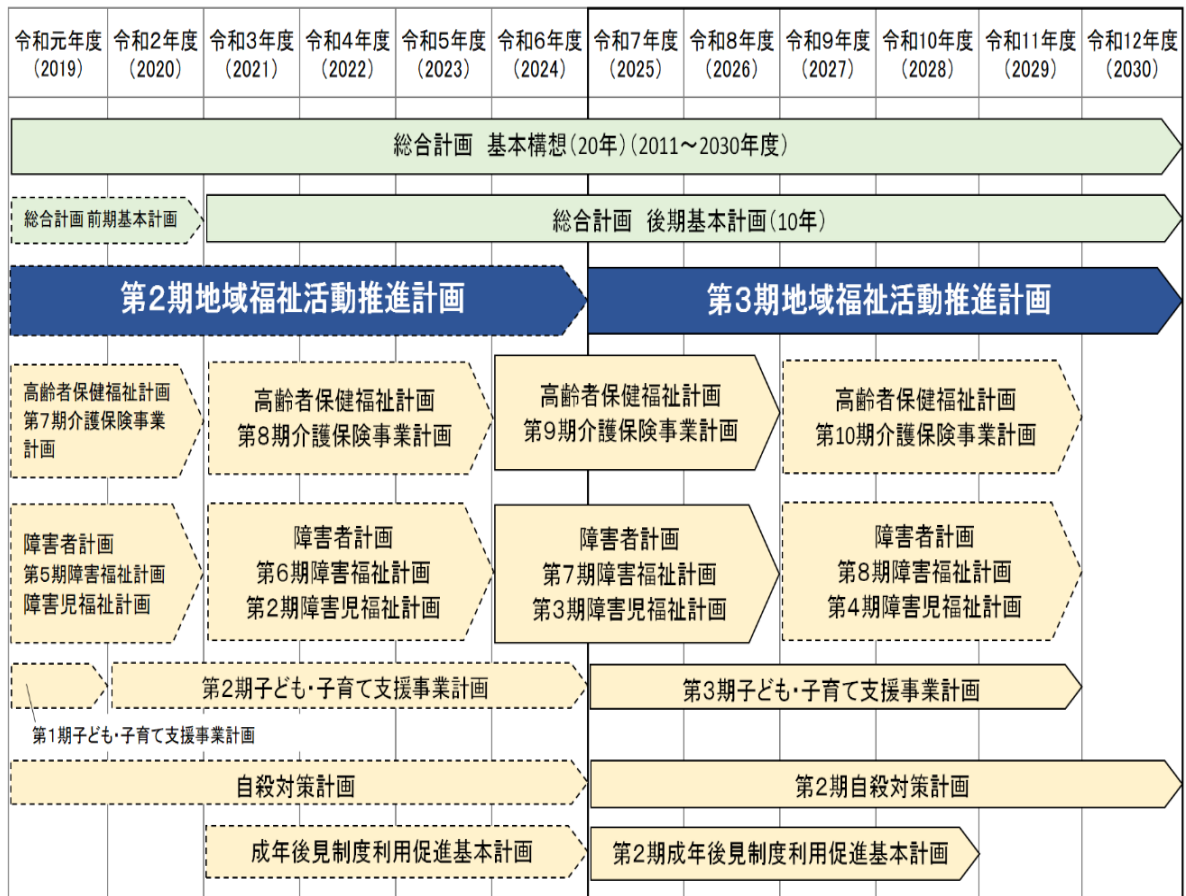 令和元年度 令和2年度 令和3年度 令和4年度 令和5年度 令和6年度 令和7年度 令和8年度 令和9年度 令和10年度 令和11年度 令和12年度
(2019) (2020) (2021) (2022) (2023) (2024) (2025) (2026) (2027) (2028) (2029) (2030)
総合計画 基本構想(20年)(2011～2030年度)
総合計画 前期基本計画
総合計画 後期基本計画(10年)
第2期地域福祉活動推進計画
第3期地域福祉活動推進計画
高齢者保健福祉計画
第7期介護保険事業
計画
高齢者保健福祉計画
第8期介護保険事業計画
高齢者保健福祉計画
第9期介護保険事業計画
高齢者保健福祉計画
第10期介護保険事業計画
障害者計画
第5期障害福祉計画
障害児福祉計画
障害者計画
第6期障害福祉計画
第2期障害児福祉計画
障害者計画
第7期障害福祉計画
第3期障害児福祉計画
障害者計画
第8期障害福祉計画
第4期障害児福祉計画
第2期子ども・子育て支援事業計画
第3期子ども・子育て支援事業計画
第1期子ども・子育て支援事業計画
自殺対策計画
第2期自殺対策計画
成年後見制度利用促進基本計画
第2期成年後見制度利用促進基本計画